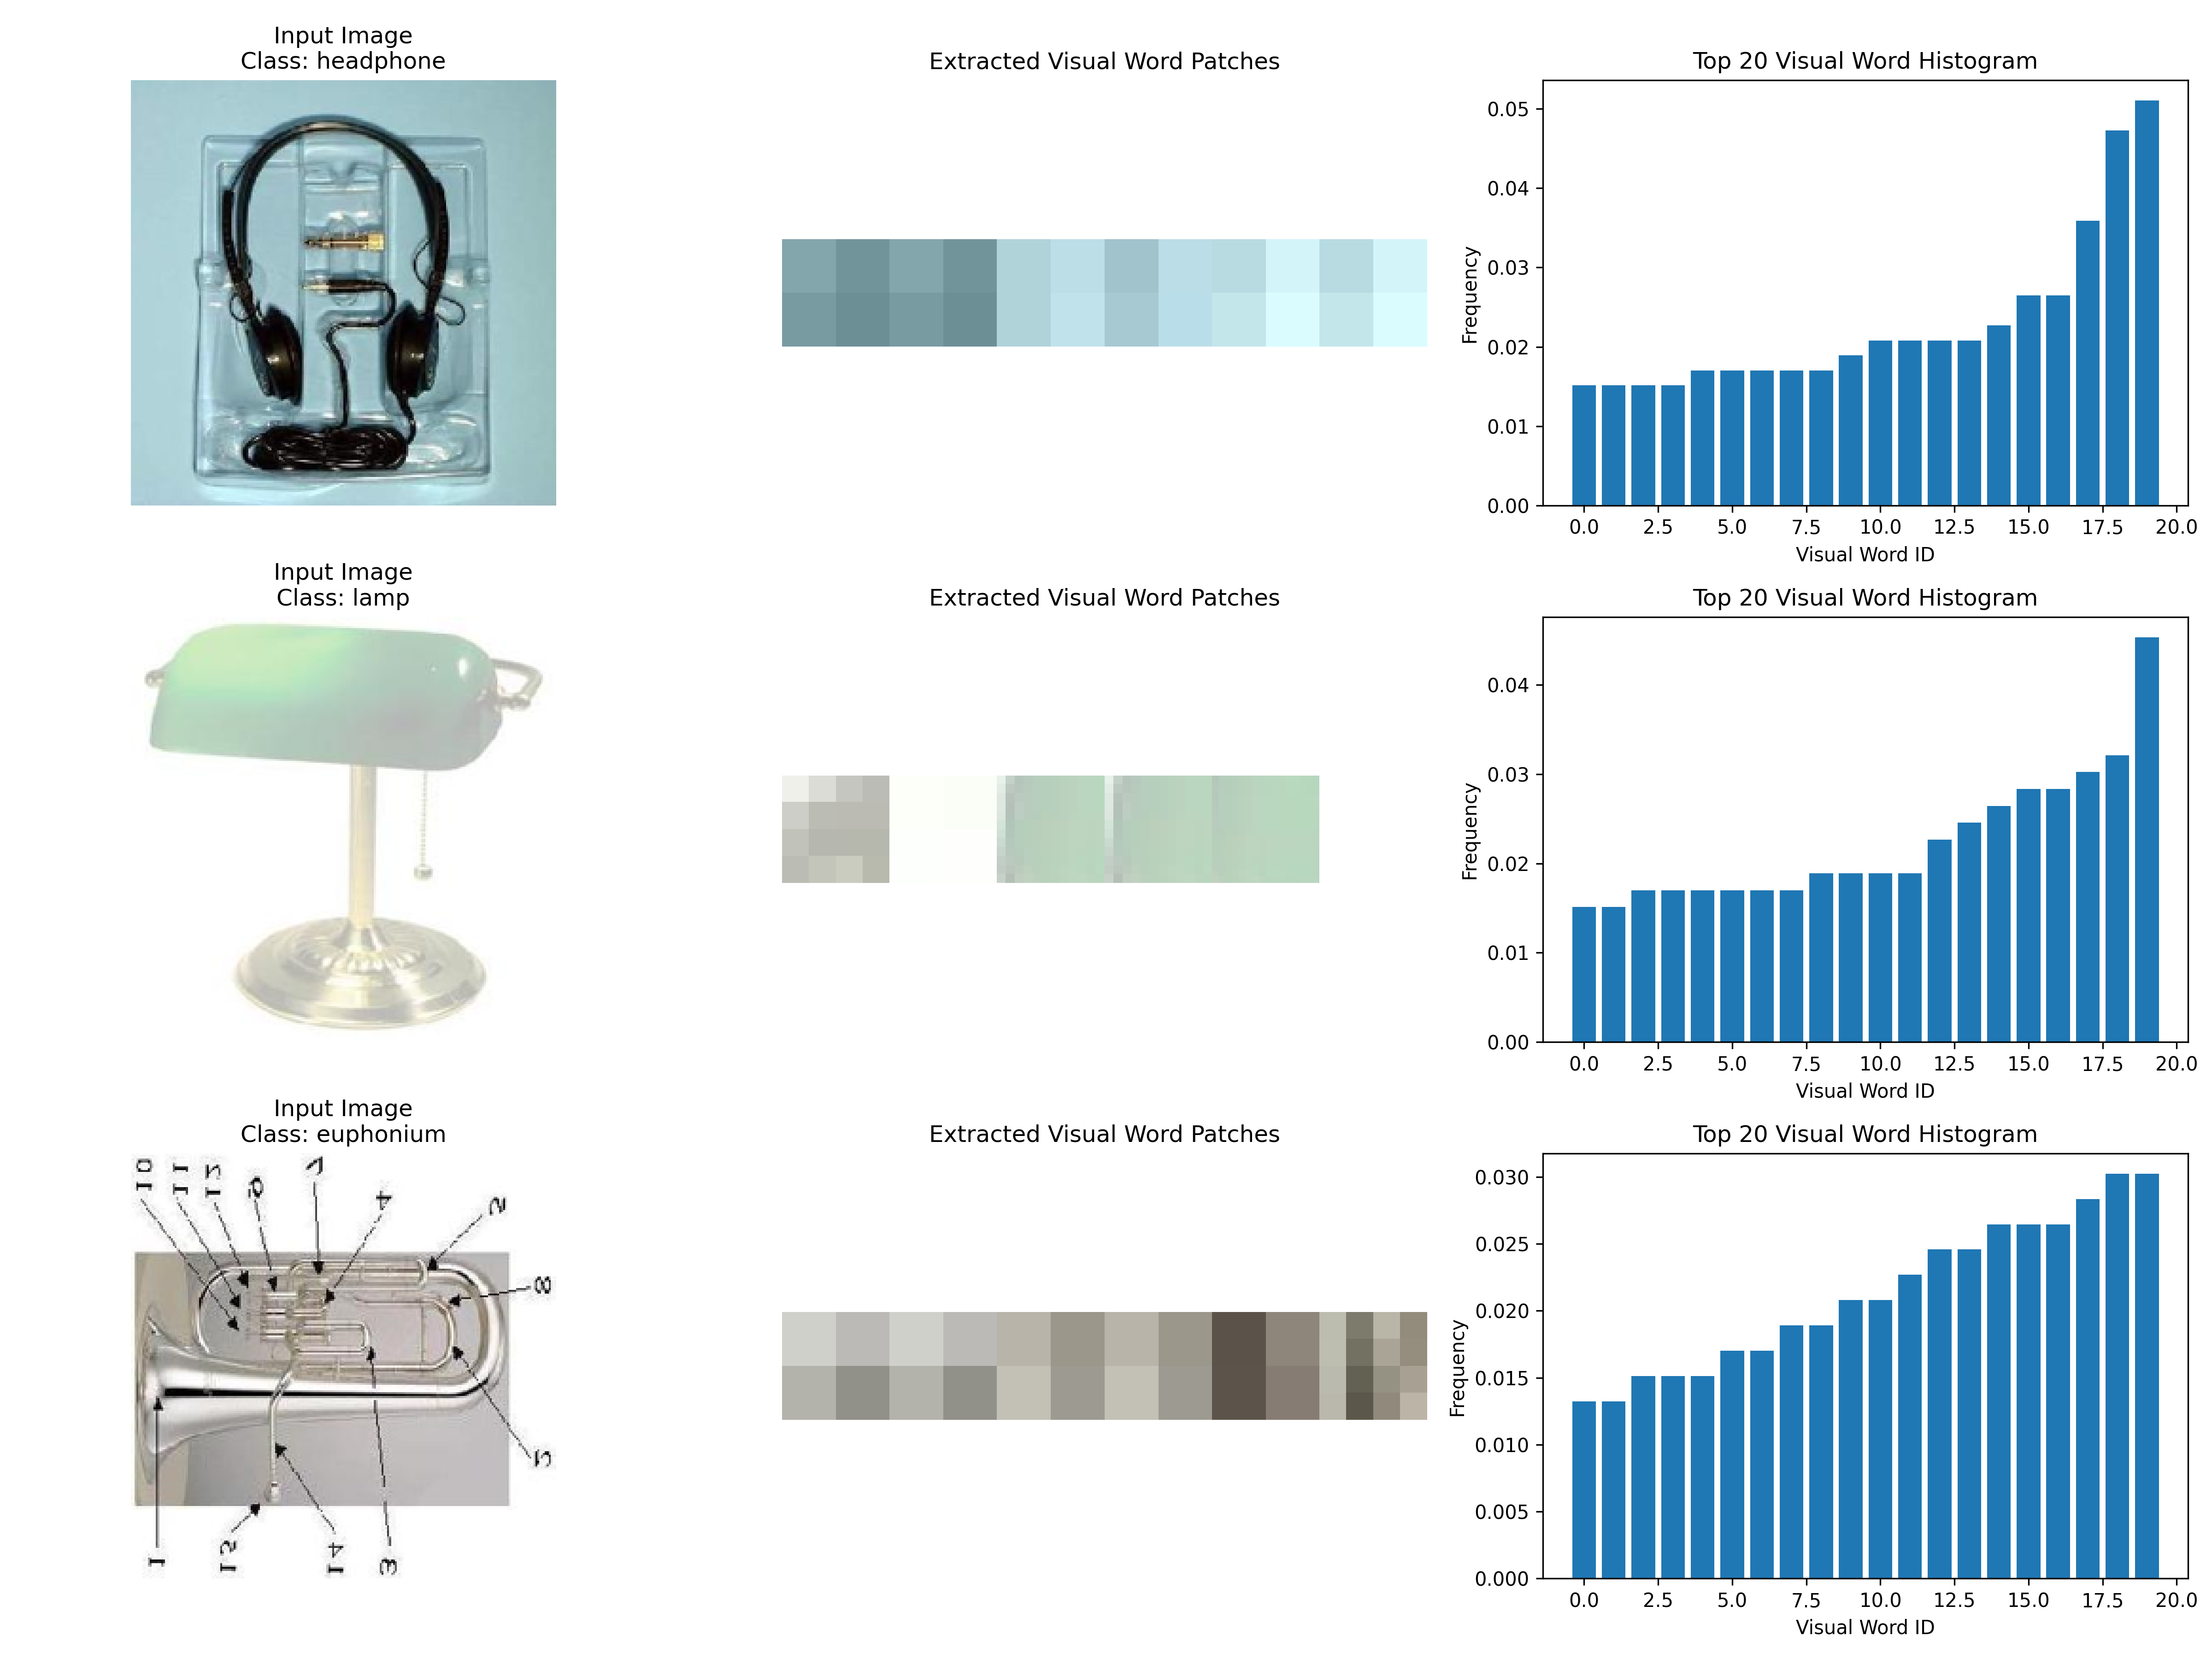 Input Image
Class: headphone
Extracted Visual Word Patches
Top 20 Visual Word Histogram
Frequency
0.05
0.04
0.03
0.02
0.01
0.00
0.0 2.5 5.0 7.5 10.0 12.5 15.0 17.5 20.0
Visual Word ID
Input Image
Class: lamp
Extracted Visual Word Patches
Top 20 Visual Word Histogram
Frequency
0.04
0.03
0.02
0.01
0.00
0.0 2.5 5.0 7.5 10.0 12.5 15.0 17.5 20.0
Visual Word ID
Input Image
Class: euphonium
10 11 12 9 7 4 2
8
5
1 15 14 3
Extracted Visual Word Patches
Top 20 Visual Word Histogram
Frequency
0.030
0.025
0.020
0.015
0.010
0.005
0.000
0.0 2.5 5.0 7.5 10.0 12.5 15.0 17.5 20.0
Visual Word ID